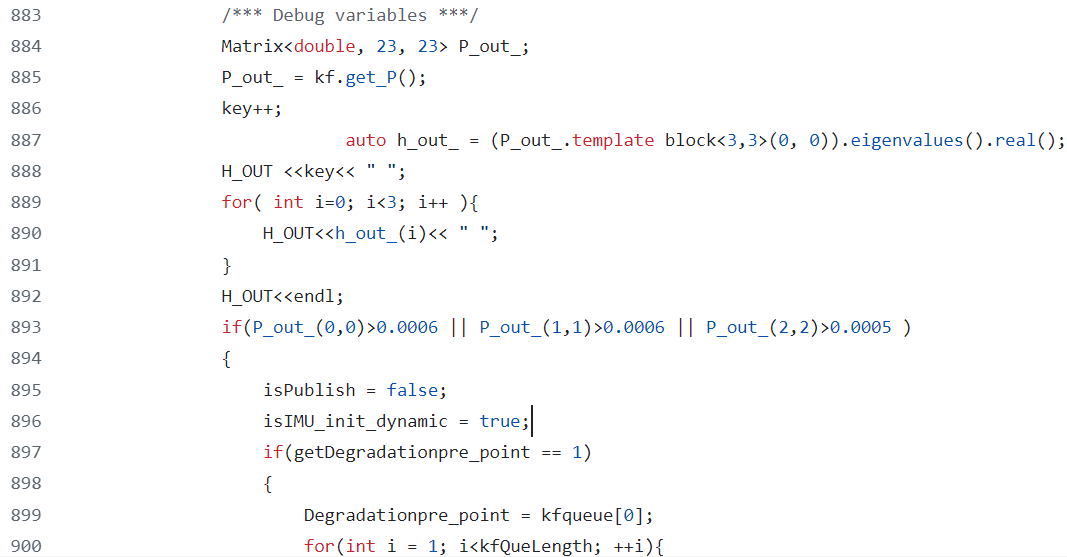 883 /*** Debug variables ***/
884 Matrix<double, 23, 23> P_out_;
885 P_out_ = kf.get_P();
886 key++;
887 auto h_out_ = (P_out_.template block<3,3>(0, 0)).eigenvalues().real();
888 H_OUT <<key<< " ";
889 for( int i=0; i<3; i++ ){
890 H_OUT<<h_out_(i)<< " ";
891 }
892 H_OUT<<endl;
893 if(P_out_(0,0)>0.0006 || P_out_(1,1)>0.0006 || P_out_(2,2)>0.0005 )
894 {
895 isPublish = false;
896 isIMU_init_dynamic = true;
897 if(getDegradationpre_point == 1)
898 {
899 Degradationpre_point = kfqueue[0];
900 for(int i = 1; i<kfQueLength; ++i){